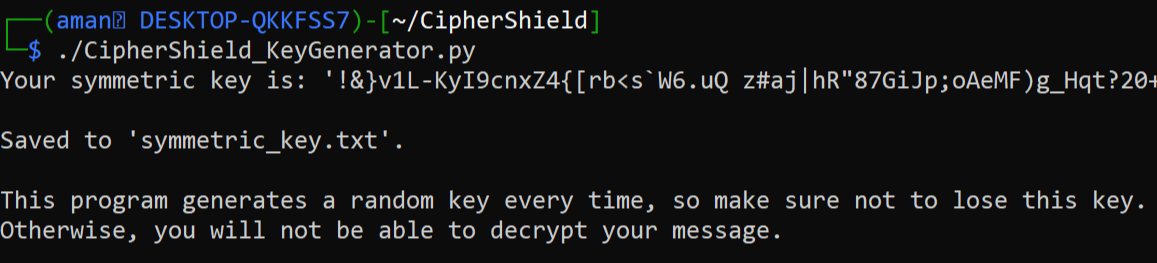 ┌──(aman⍰ DESKTOP-QKKFSS7)-[~/CipherShield]
└─$ ./CipherShield_KeyGenerator.py
Your symmetric key is: '!&}v1L-KyI9cnxZ4{[rb<s`W6.uQ z#aj|hR"87GiJp;oAeMF)g_Hqt?20+
Saved to 'symmetric_key.txt'.
This program generates a random key every time, so make sure not to lose this key.
Otherwise, you will not be able to decrypt your message.